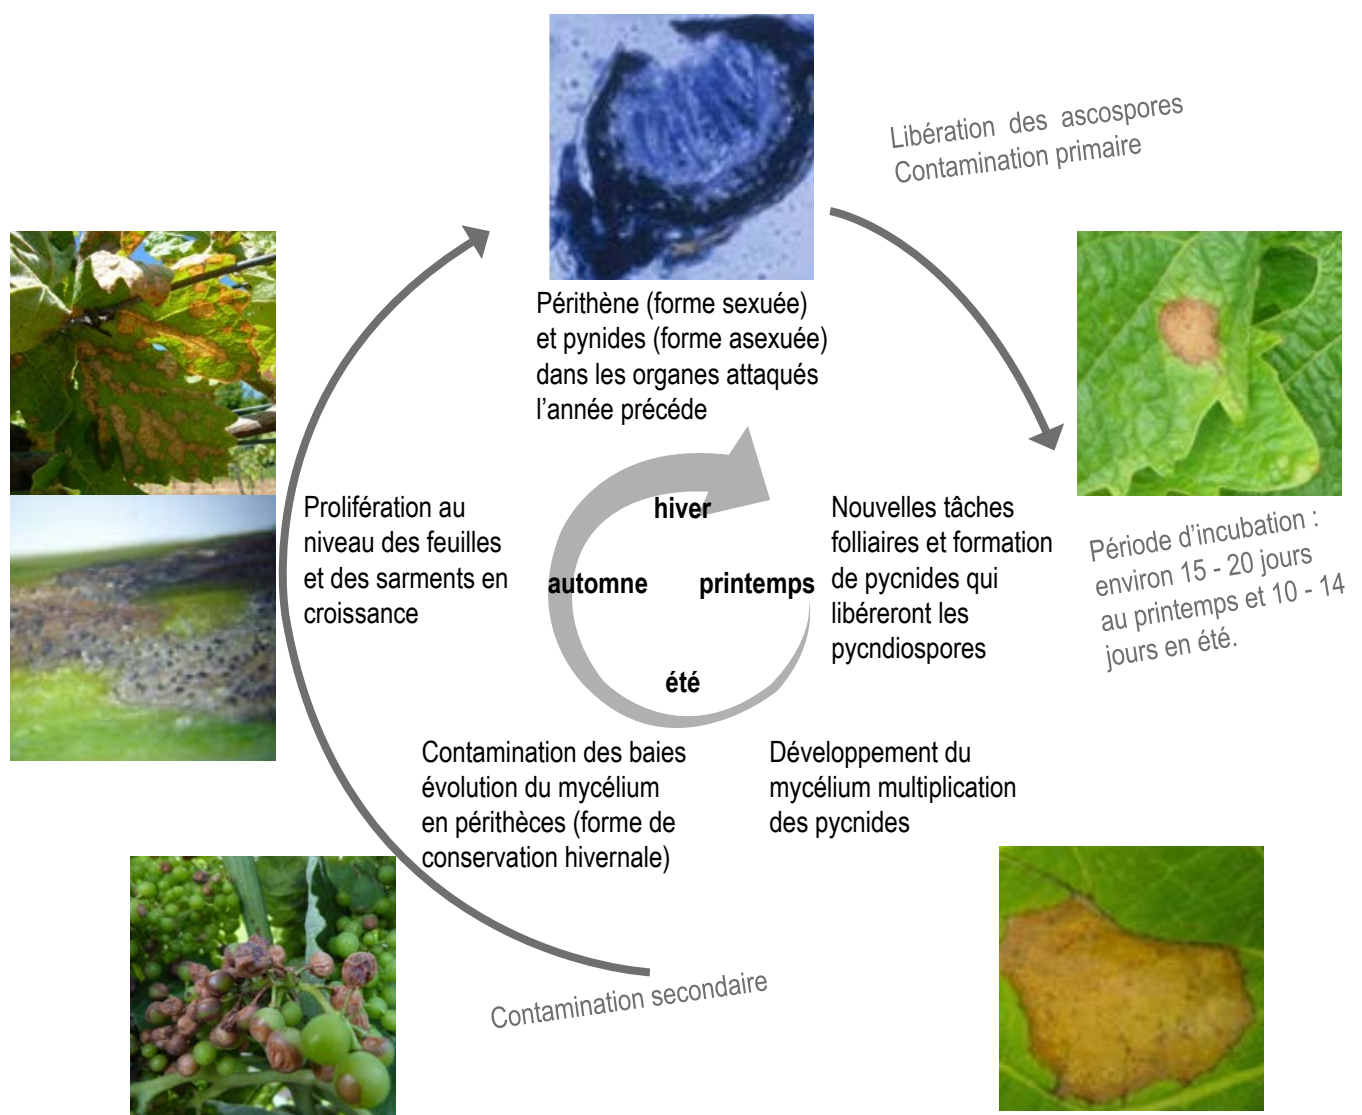 Libération des ascospores
Contamination primaire
Périthène (forme sexuée)
et pynides (forme asexuée)
dans les organes attaqués
l'année précéde
Période d'incubation :
environ 15 - 20 jours
au printemps et 10 - 14
jours en été.
Nouvelles tâches
folliaires et formation
de pycnides qui
libéreront les
pycndiospores
hiver
automne
printemps
été
Prolifération au
niveau des feuilles
et des sarments en
croissance
Contamination des baies
évolution du mycélium
en périthèces (forme de
conservation hivernale)
Développement du
mycélium multiplication
des pycnides
Contamination secondaire